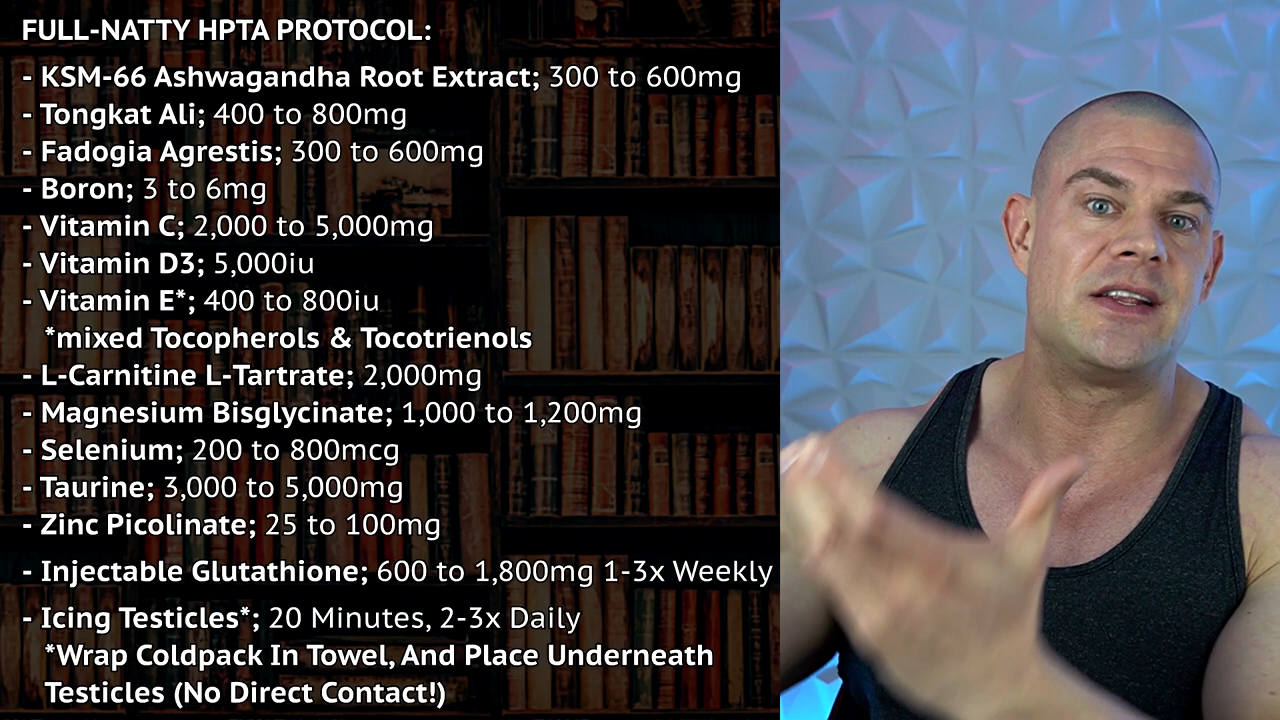 FULL-NATTY HPTA PROTOCOL:
- KSM-66 Ashwagandha Root Extract; 300 to 600mg
- Tongkat Ali; 400 to 800mg
- Fadogia Agrestis; 300 to 600mg
- Boron; 3 to 6mg
- Vitamin C; 2,000 to 5,000mg
- Vitamin D3; 5,000iu
- Vitamin E*; 400 to 800iu
*mixed Tocopherols & Tocotrienols
- L-Carnitine L-Tartrate; 2,000mg
- Magnesium Bisglycinate; 1,000 to 1,200mg
- Selenium; 200 to 800mcg
- Taurine; 3,000 to 5,000mg
- Zinc Picolinate; 25 to 100mg
- Injectable Glutathione; 600 to 1,800mg 1-3x Weekly
- Icing Testicles*; 20 Minutes, 2-3x Daily
*Wrap Coldpack In Towel, And Place Underneath
Testicles (No Direct Contact!)